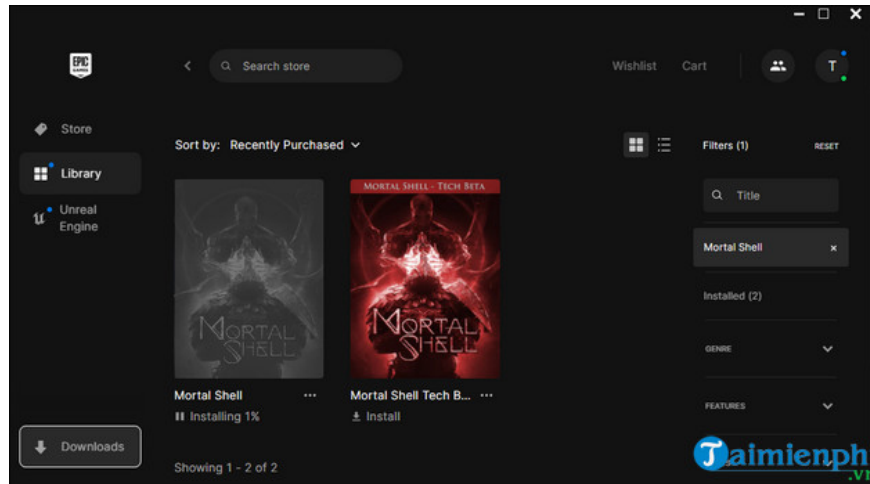 EPIC
GAMES
Search store
Wishlist
Cart
T
Store
Library
Unreal
Engine
Downloads
Sort by: Recently Purchased
MORTAL SHELL
Mortal Shell
Installing 1%
MORTAL SHELL - TECH BETA
MORTAL SHELL
Mortal Shell Tech B...
Install
Showing 1 - 2 of 2
Filters (1)
RESET
Title
Mortal Shell
Installed (2)
GENRE
FEATURES
Taimienph
.vn